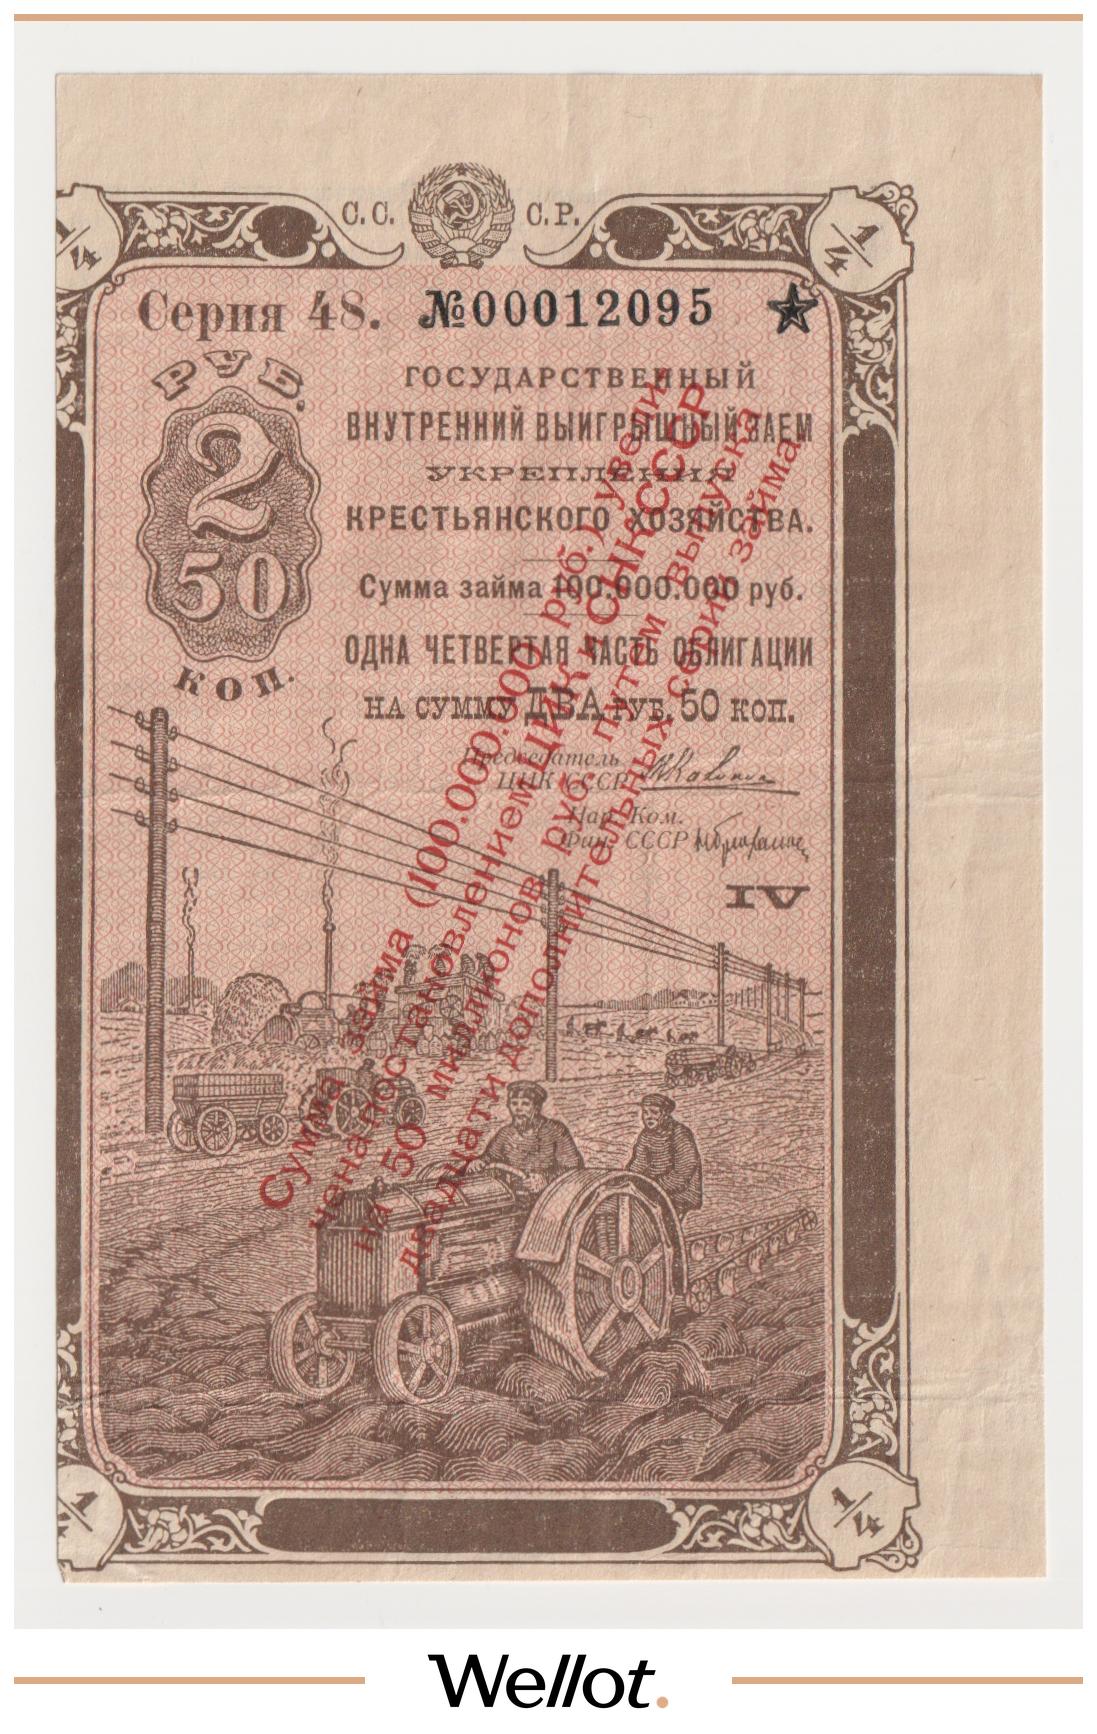 С.С. С.Р.
1/4 1/4
Серия 48. №00012095
РУБ.
2
50
КОП.
ГОСУДАРСТВЕННЫЙ
ВНУТРЕННИЙ ВЫИГРЫШНЫЙ ЗАЕМ
УКРЕПЛЕНИЯ
КРЕСТЬЯНСКОГО ХОЗЯЙСТВА.
Сумма займа 100.000.000 руб.
ОДНА ЧЕТВЕРТАЯ ЧАСТЬ ОБЛИГАЦИИ
НА СУММУ ДВА РУБ. 50 КОП.
Председатель
ЦИК СССР
Нар. Ком.
Фин. СССР
IV
Сумма займа (100.000.000 руб.) увели-
чена постановлением ЦИК и СНК СССР
на 50 миллионов руб. путем выпуска
двадцати дополнительных серий займа
1/4 1/4
Wellot.